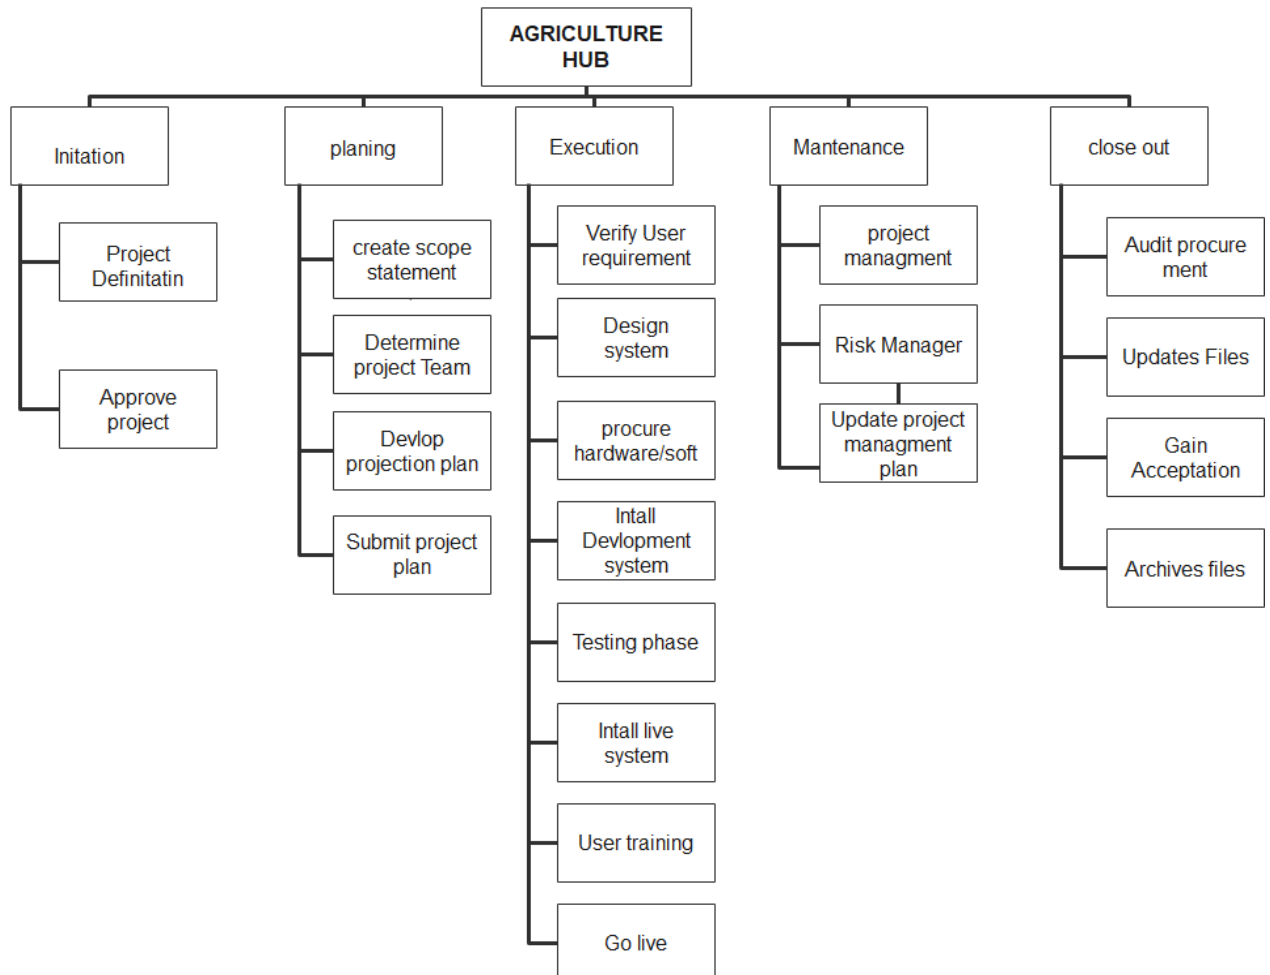 AGRICULTURE
HUB
Initation
planing
Execution
Mantenance
close out
Project
Definitatin
Approve
project
create scope
statement
Determine
project Team
Devlop
projection plan
Submit project
plan
Verify User
requirement
Design
system
procure
hardware/soft
Intall
Devlopment
system
Testing phase
Intall live
system
User training
Go live
project
managment
Risk Manager
Update project
managment
plan
Audit procure
ment
Updates Files
Gain
Acceptation
Archives files